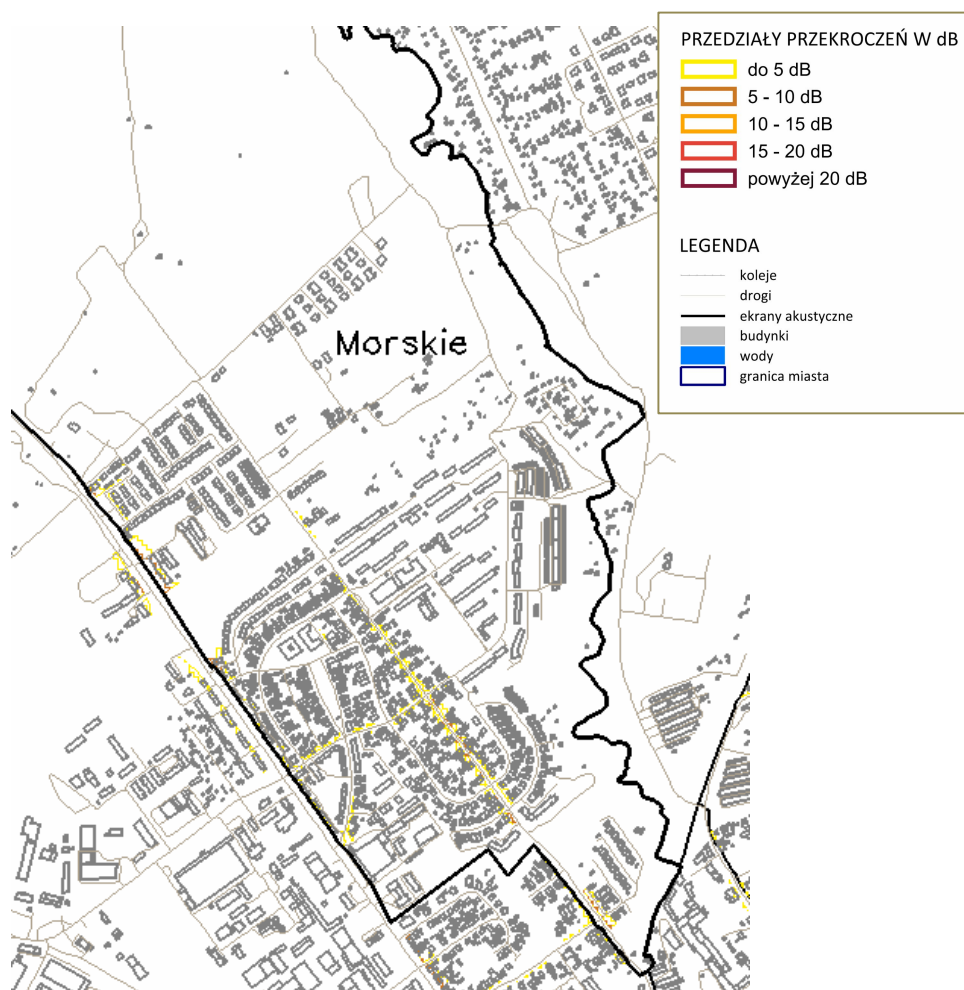 PRZEDZIAŁY PRZEKROCZEŃ W dB
do 5 dB
5 - 10 dB
10 - 15 dB
15 - 20 dB
powyżej 20 dB
LEGENDA
koleje
drogi
ekrany akustyczne
budynki
wody
granica miasta
Morskie